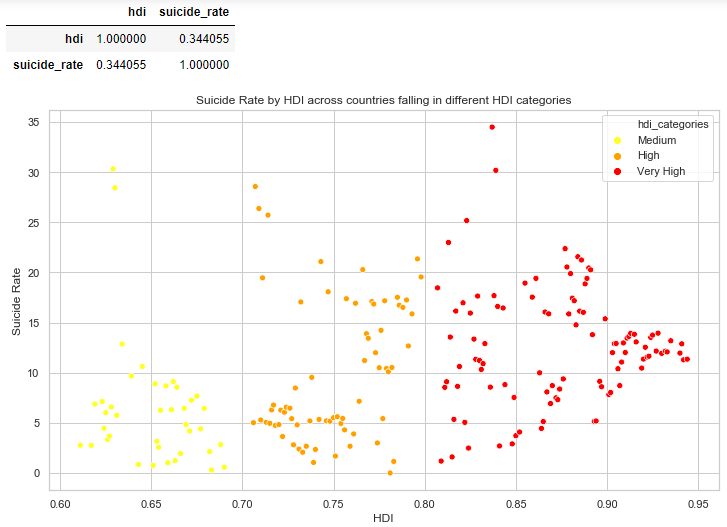 hdi suicide_rate
hdi 1.000000 0.344055
suicide_rate 0.344055 1.000000
Suicide Rate by HDI across countries falling in different HDI categories
hdi_categories
Medium
High
Very High
35
30
25
20
15
10
5
0
Suicide Rate
0.60 0.65 0.70 0.75 0.80 0.85 0.90 0.95
HDI